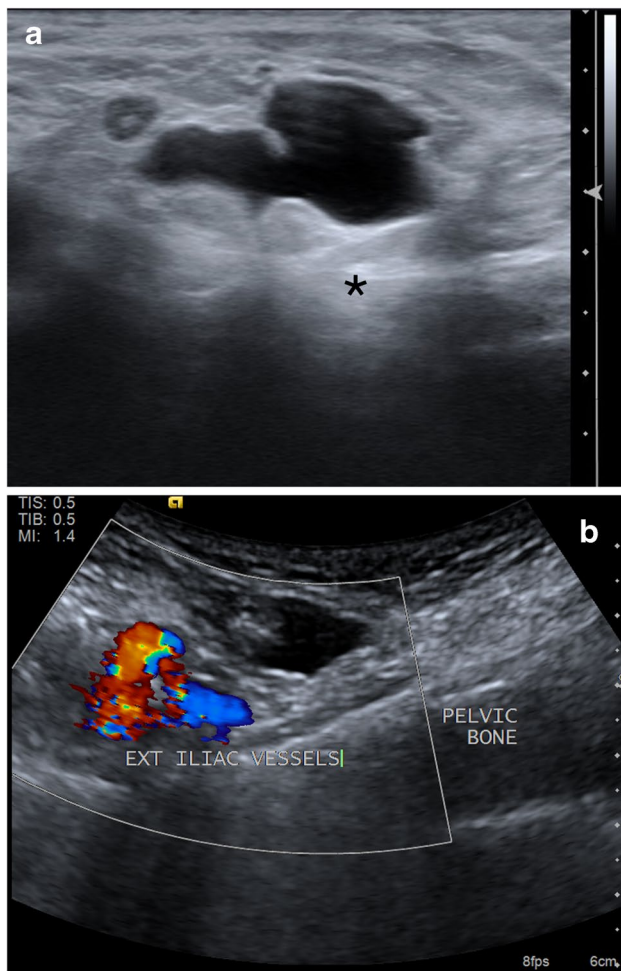 a
*
TIS: 0.5
TIB: 0.5
MI: 1.4
b
PELVIC
BONE
EXT ILIAC VESSELS
8fps 6cm